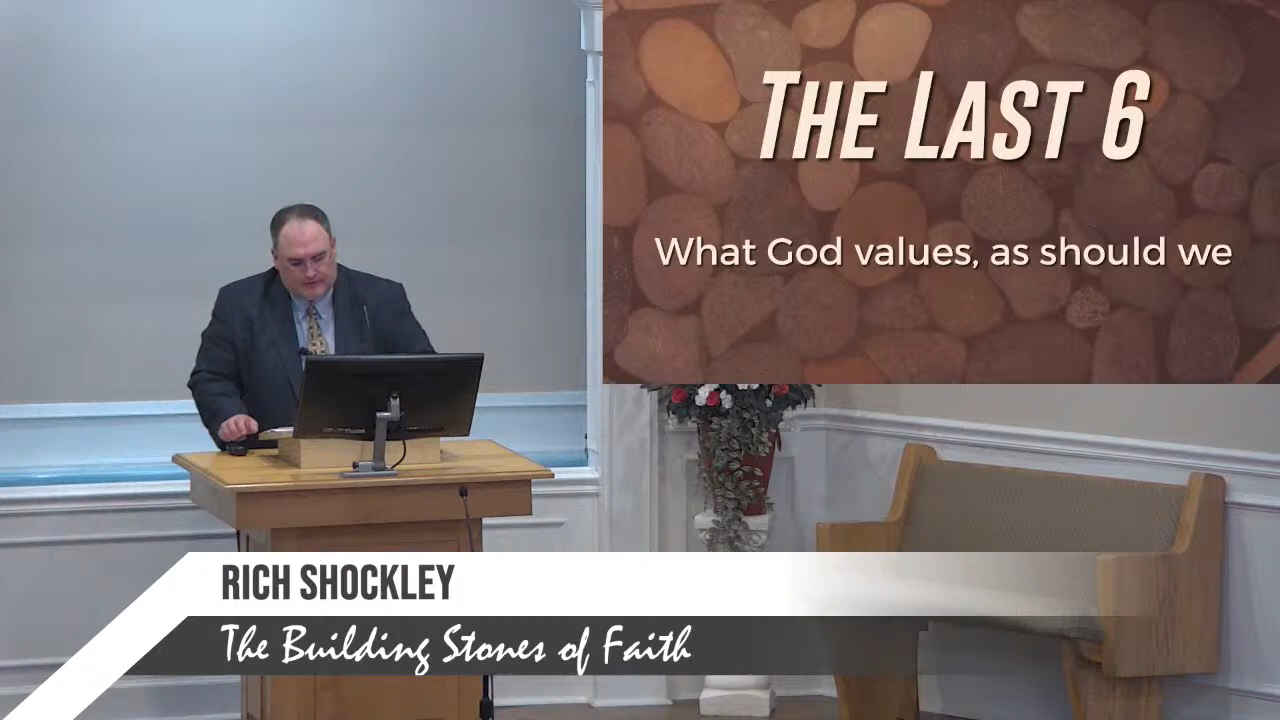 THE LAST 6
What God values, as should we
RICH SHOCKLEY
The Building Stones of Faith